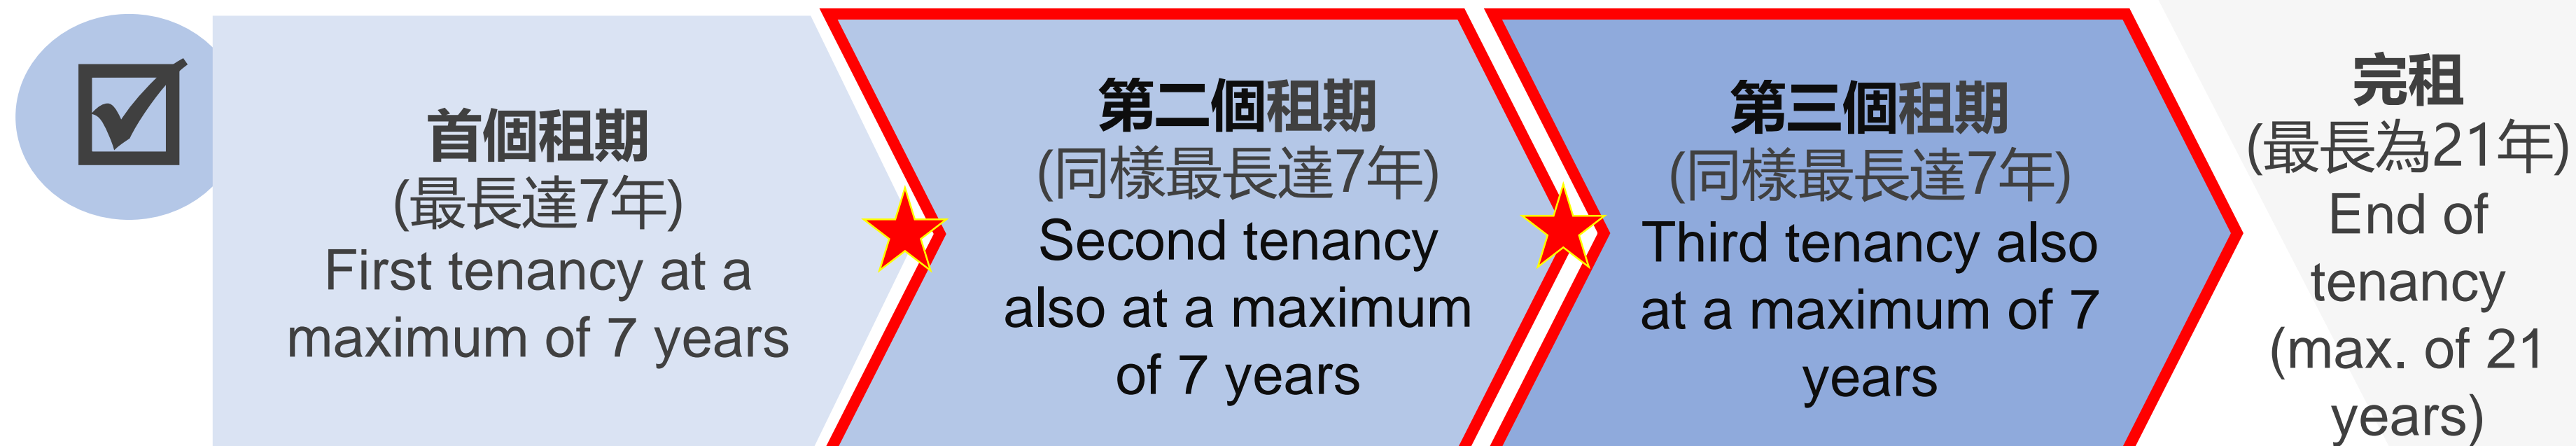 首個租期
(最長達7年)
First tenancy at a
maximum of 7 years
第二個租期
(同樣最長達7年)
Second tenancy
also at a maximum
of 7 years
第三個租期
(同樣最長達7年)
Third tenancy also
at a maximum of 7
years
完租
(最長為21年)
End of
tenancy
(max. of 21
years)